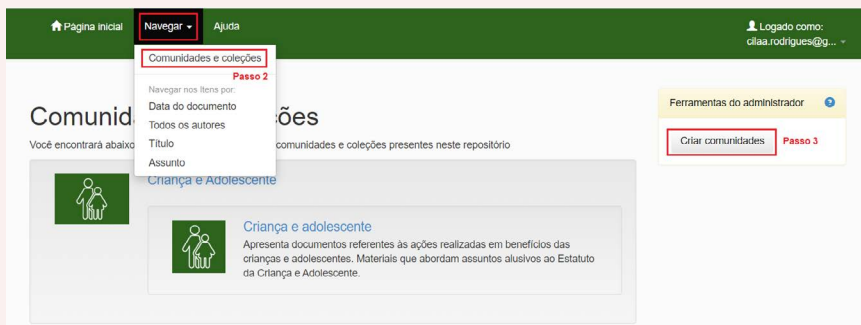 Página inicial
Navegar
Ajuda
Logado como:
cilaa.rodrigues@g...
Comunidades e coleções
Passo 2
Navegar nos Itens por:
Data do documento
Todos os autores
Título
Assunto
Comunid ões
Você encontrará abaixo comunidades e coleções presentes neste repositório
Ferramentas do administrador
Criar comunidades
Passo 3
Criança e Adolescente
Criança e adolescente
Apresenta documentos referentes às ações realizadas em benefícios das
crianças e adolescentes. Materiais que abordam assuntos alusivos ao Estatuto
da Criança e Adolescente.